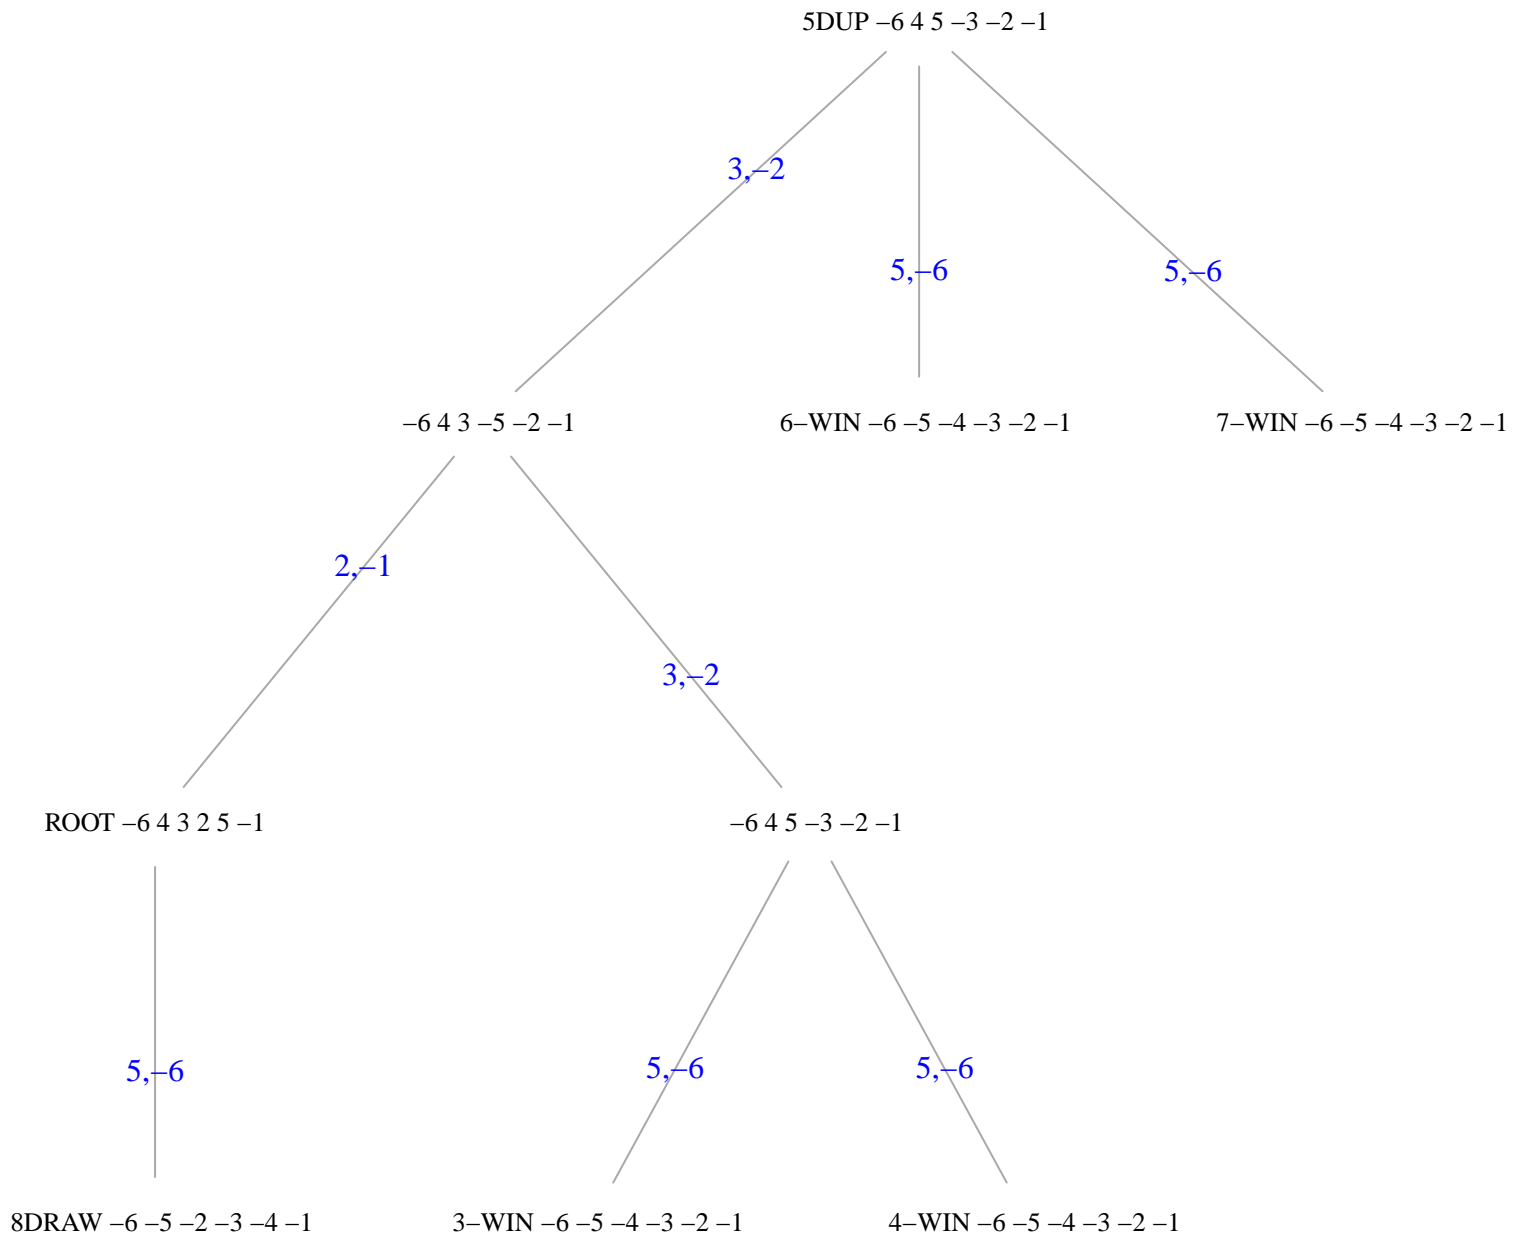 5DUP –6 4 5 –3 –2 –1
3,–2
5,–6
5,–6
–6 4 3 –5 –2 –1
6–WIN –6 –5 –4 –3 –2 –1
7–WIN –6 –5 –4 –3 –2 –1
2,–1
3,–2
ROOT –6 4 3 2 5 –1
–6 4 5 –3 –2 –1
5,–6
5,–6
5,–6
8DRAW –6 –5 –2 –3 –4 –1
3–WIN –6 –5 –4 –3 –2 –1
4–WIN –6 –5 –4 –3 –2 –1